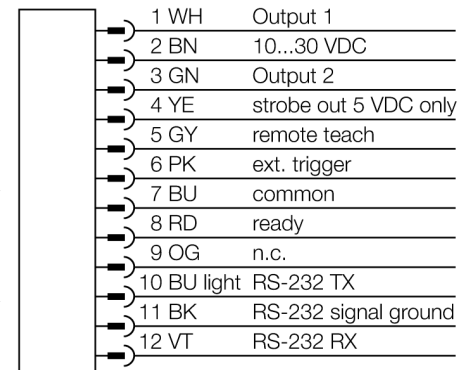 1 WH Output 1
2 BN 10...30 VDC
3 GN Output 2
4 YE strobe out 5 VDC only
5 GY remote teach
6 PK ext. trigger
7 BU common
8 RD ready
9 OG n.c.
10 BU light RS-232 TX
11 BK RS-232 signal ground
12 VT RS-232 RX